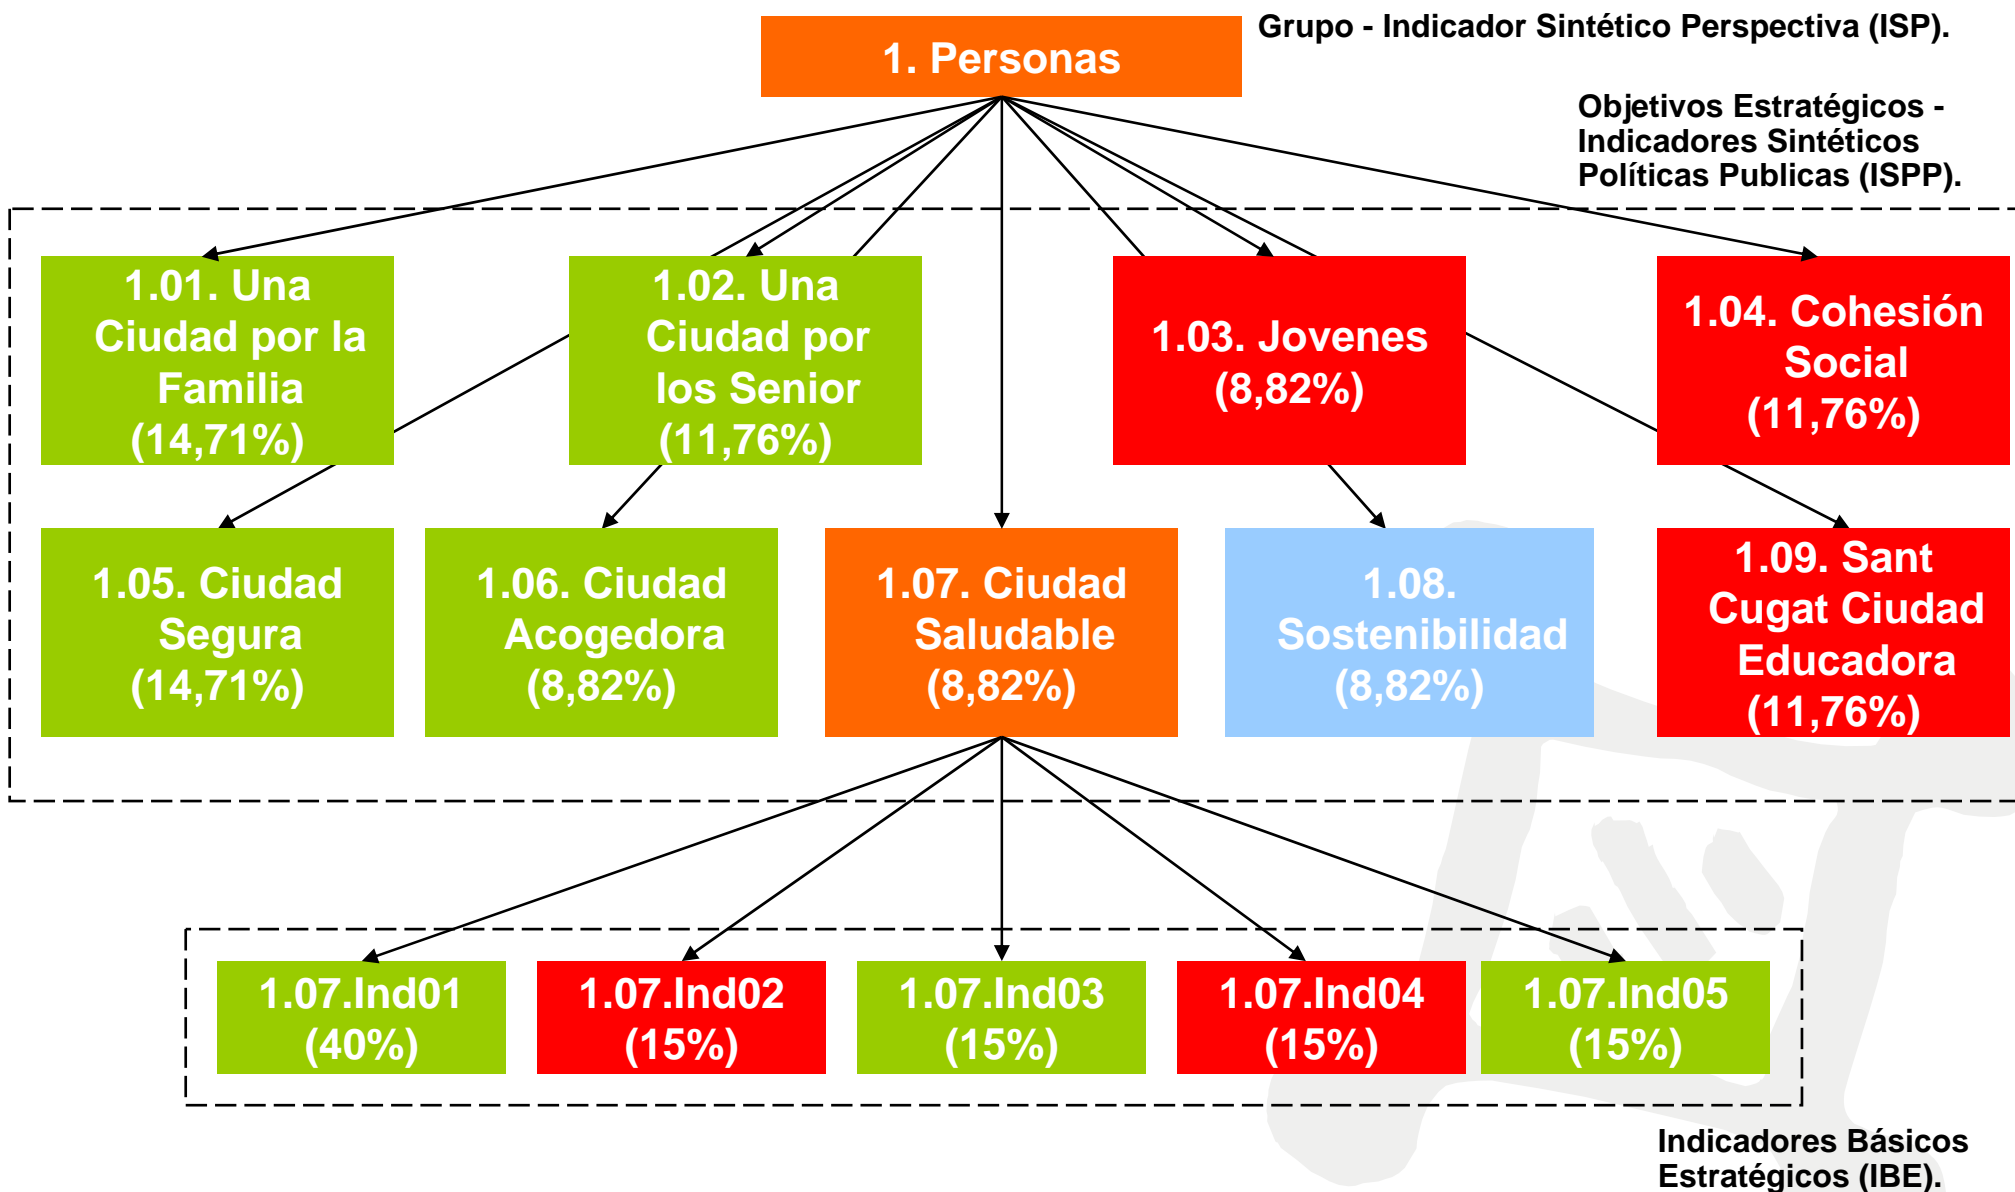 Grupo - Indicador Sintético Perspectiva (ISP).
1. Personas
Objetivos Estratégicos -
Indicadores Sintéticos
Políticas Publicas (ISPP).
1.01. Una
Ciudad por la
Familia
(14,71%)
1.02. Una
Ciudad por
los Senior
(11,76%)
1.03. Jovenes
(8,82%)
1.04. Cohesión
Social
(11,76%)
1.05. Ciudad
Segura
(14,71%)
1.06. Ciudad
Acogedora
(8,82%)
1.07. Ciudad
Saludable
(8,82%)
1.08.
Sostenibilidad
(8,82%)
1.09. Sant
Cugat Ciudad
Educadora
(11,76%)
1.07.Ind01
(40%)
1.07.Ind02
(15%)
1.07.Ind03
(15%)
1.07.Ind04
(15%)
1.07.Ind05
(15%)
Indicadores Básicos
Estratégicos (IBE).